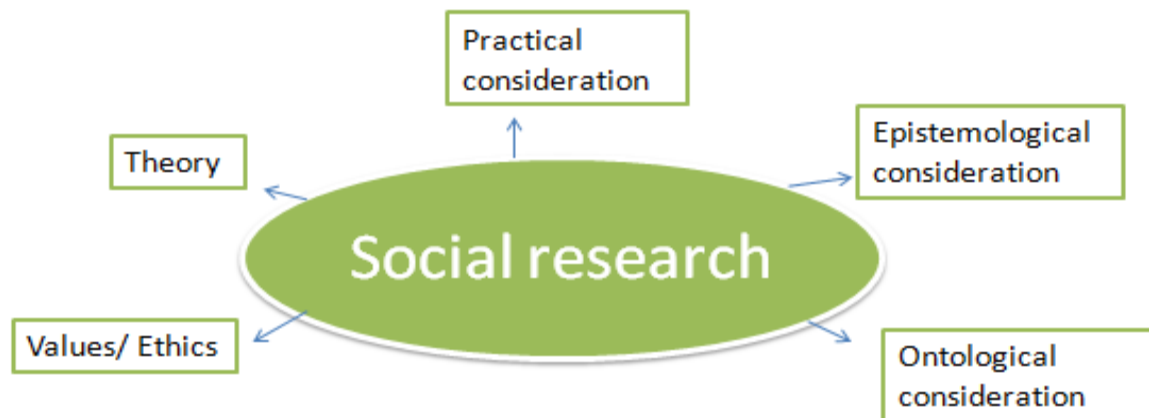 Practical
consideration
Theory
Epistemological
consideration
Social research
Values/ Ethics
Ontological
consideration